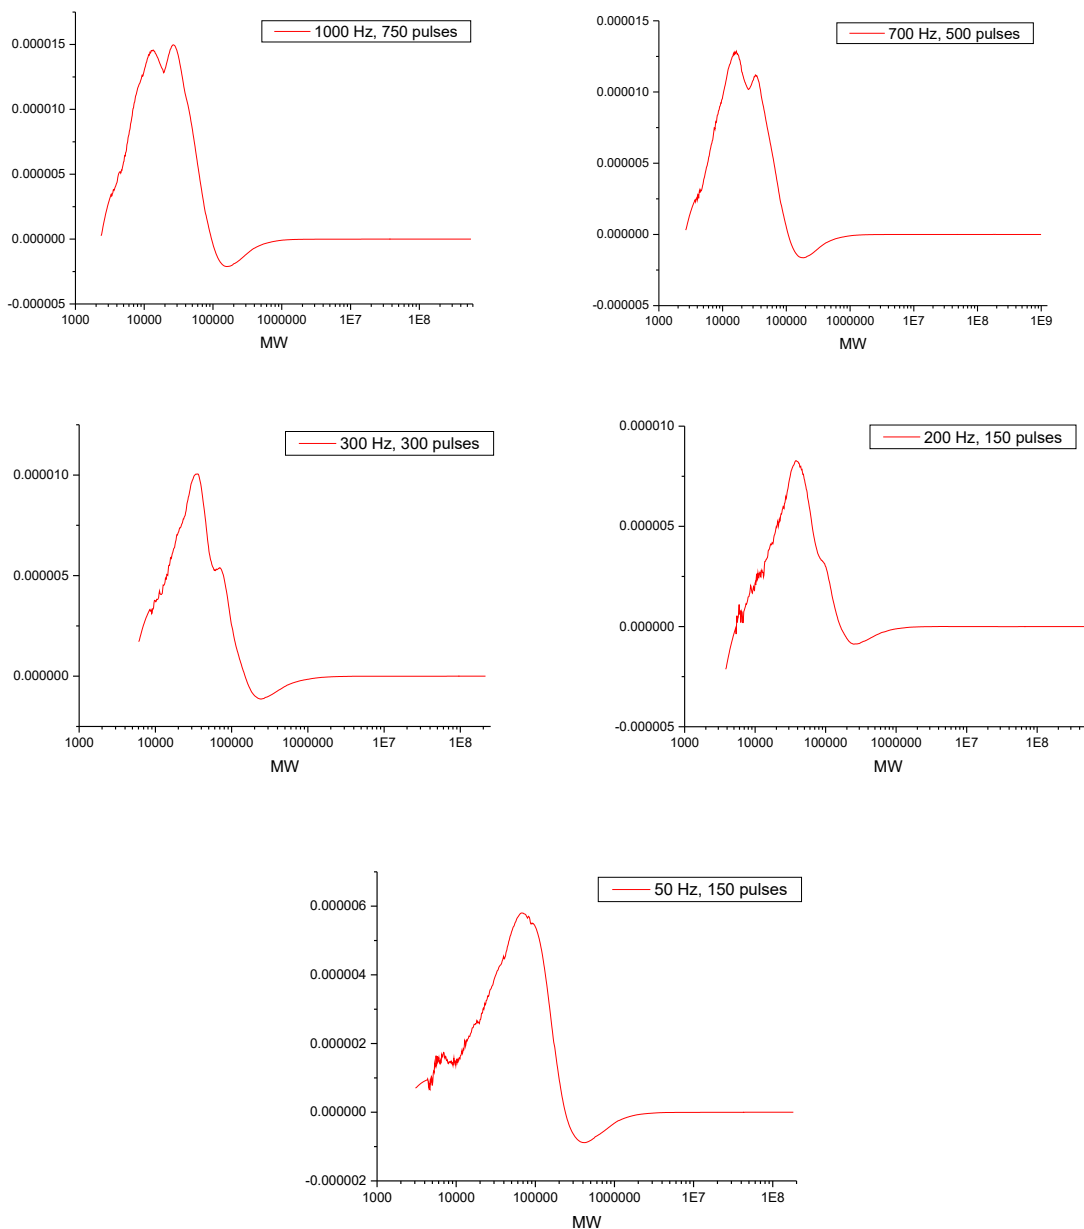 1000 Hz, 750 pulses
0.000015
0.000010
0.000005
0.000000
-0.000005
1000 10000 100000 1000000 1E7 1E8
MW
700 Hz, 500 pulses
0.000015
0.000010
0.000005
0.000000
-0.000005
1000 10000 100000 1000000 1E7 1E8 1E9
MW
300 Hz, 300 pulses
0.000010
0.000005
0.000000
1000 10000 100000 1000000 1E7 1E8
MW
200 Hz, 150 pulses
0.000010
0.000005
0.000000
-0.000005
1000 10000 100000 1000000 1E7 1E8
MW
50 Hz, 150 pulses
0.000006
0.000004
0.000002
0.000000
-0.000002
1000 10000 100000 1000000 1E7 1E8
MW